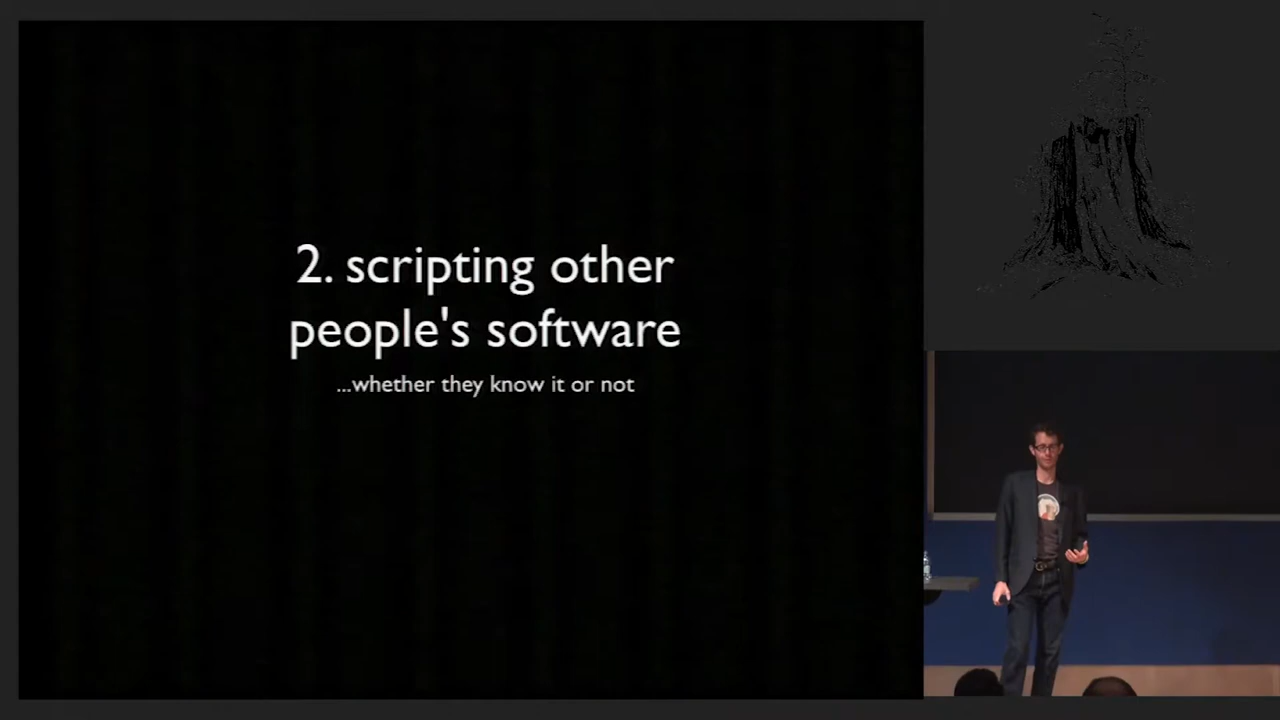 2. scripting other
people's software
...whether they know it or not